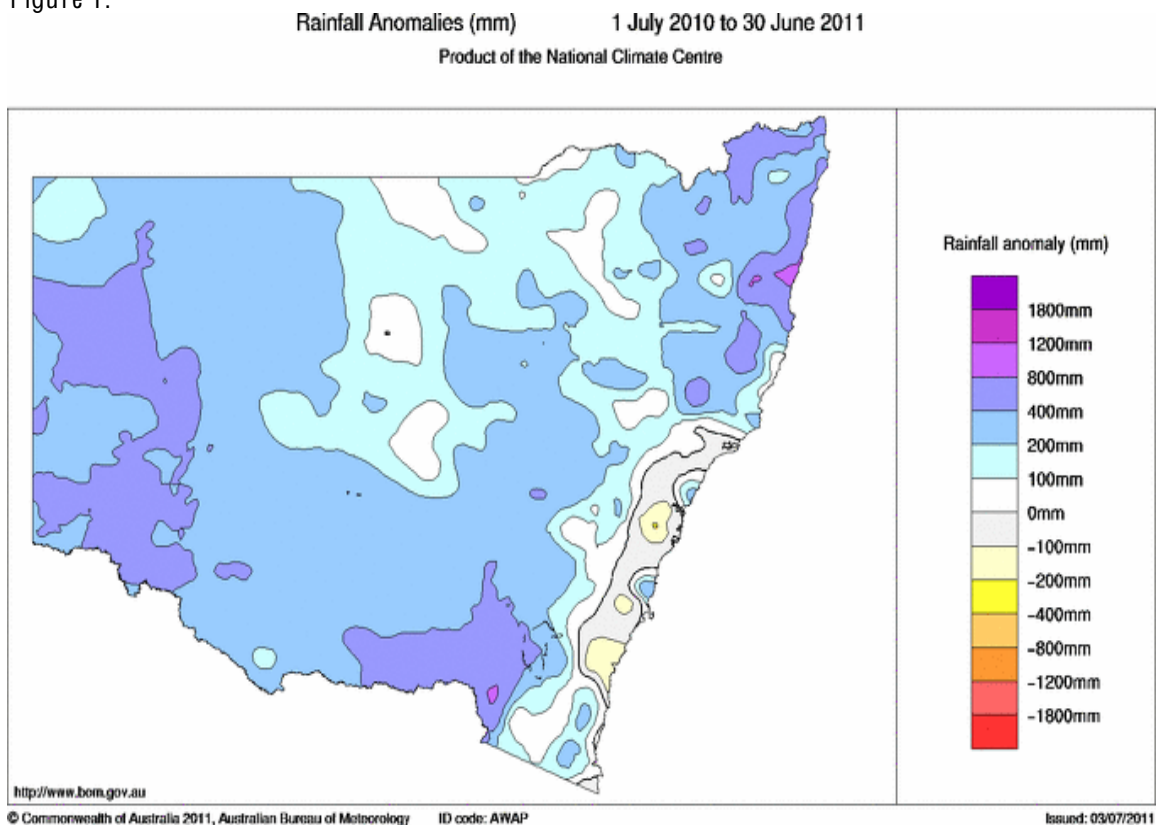 Figure 1.
Rainfall Anomalies (mm) 1 July 2010 to 30 June 2011
Product of the National Climate Centre
Rainfall anomaly (mm)
1800mm
1200mm
800mm
400mm
200mm
100mm
0mm
-100mm
-200mm
-400mm
-800mm
-1200mm
-1800mm
http://www.bom.gov.au
© Commonwealth of Australia 2011, Australian Bureau of Meteorology ID code: AWAP Issued: 03/07/2011